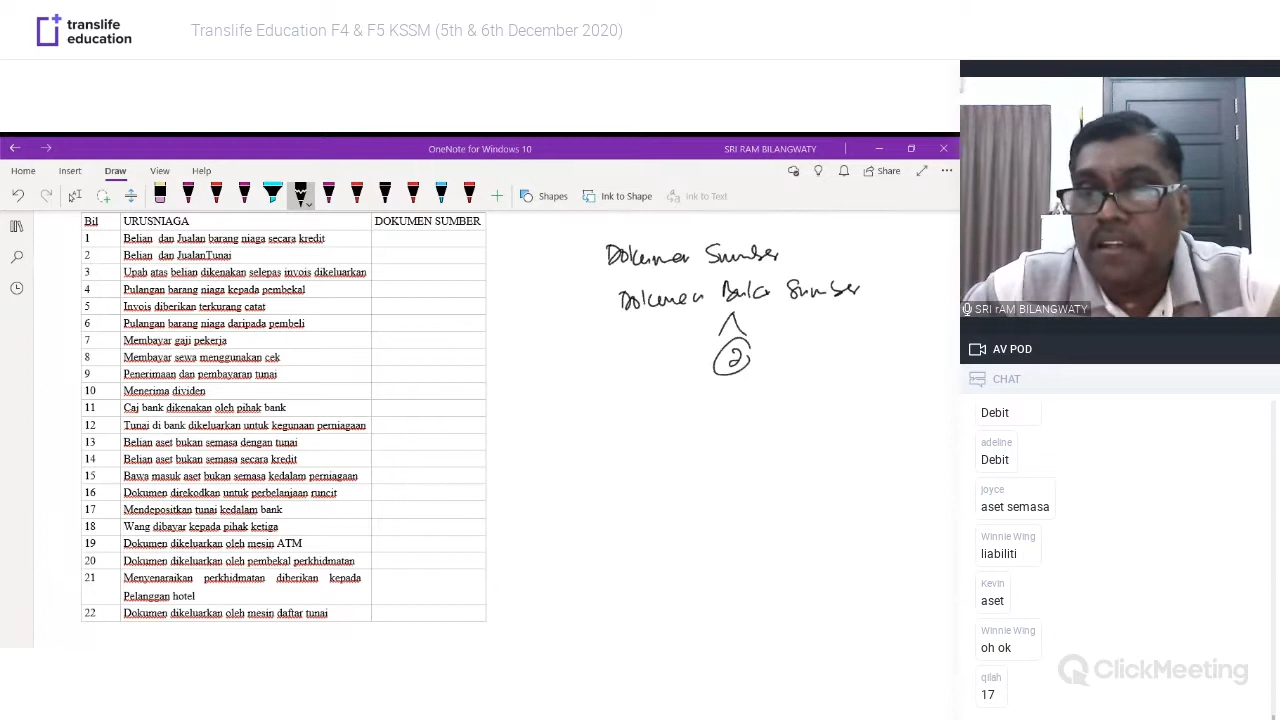 translife education
Translife Education F4 & F5 KSSM (5th & 6th December 2020)
OneNote for Windows 10
SRI RAM BILANGWATY
Home Insert Draw View Help
Share
Shapes Ink to Shape Ink to Text
Bil URUSNIAGA DOKUMEN SUMBER
1 Belian dan Jualan barang niaga secara kredit
2 Belian dan JualanTunai
3 Upah atas belian dikenakan selepas invois dikeluarkan
4 Pulangan barang niaga kepada pembekal
5 Invois diberikan terkurang catat
6 Pulangan barang niaga daripada pembeli
7 Membayar gaji pekerja
8 Membayar sewa menggunakan cek
9 Penerimaan dan pembayaran tunai
10 Menerima dividen
11 Caj bank dikenakan oleh pihak bank
12 Tunai di bank dikeluarkan untuk kegunaan perniagaan
13 Belian aset bukan semasa dengan tunai
14 Belian aset bukan semasa secara kredit
15 Bawa masuk aset bukan semasa kedalam perniagaan
16 Dokumen direkodkan untuk perbelanjaan runcit
17 Mendepositkan tunai kedalam bank
18 Wang dibayar kepada pihak ketiga
19 Dokumen dikeluarkan oleh mesin ATM
20 Dokumen dikeluarkan oleh pembekal perkhidmatan
21 Menyenaraikan perkhidmatan diberikan kepada
Pelanggan hotel
22 Dokumen dikeluarkan oleh mesin daftar tunai
Dokumen Sumber
Dokumen Sumber
2
SRI rAM BILANGWATY
AV POD
CHAT
Debit
adeline
Debit
joyce
aset semasa
Winnie Wing
liabiliti
Kevin
aset
Winnie Wing
oh ok
qilah
17
ClickMeeting